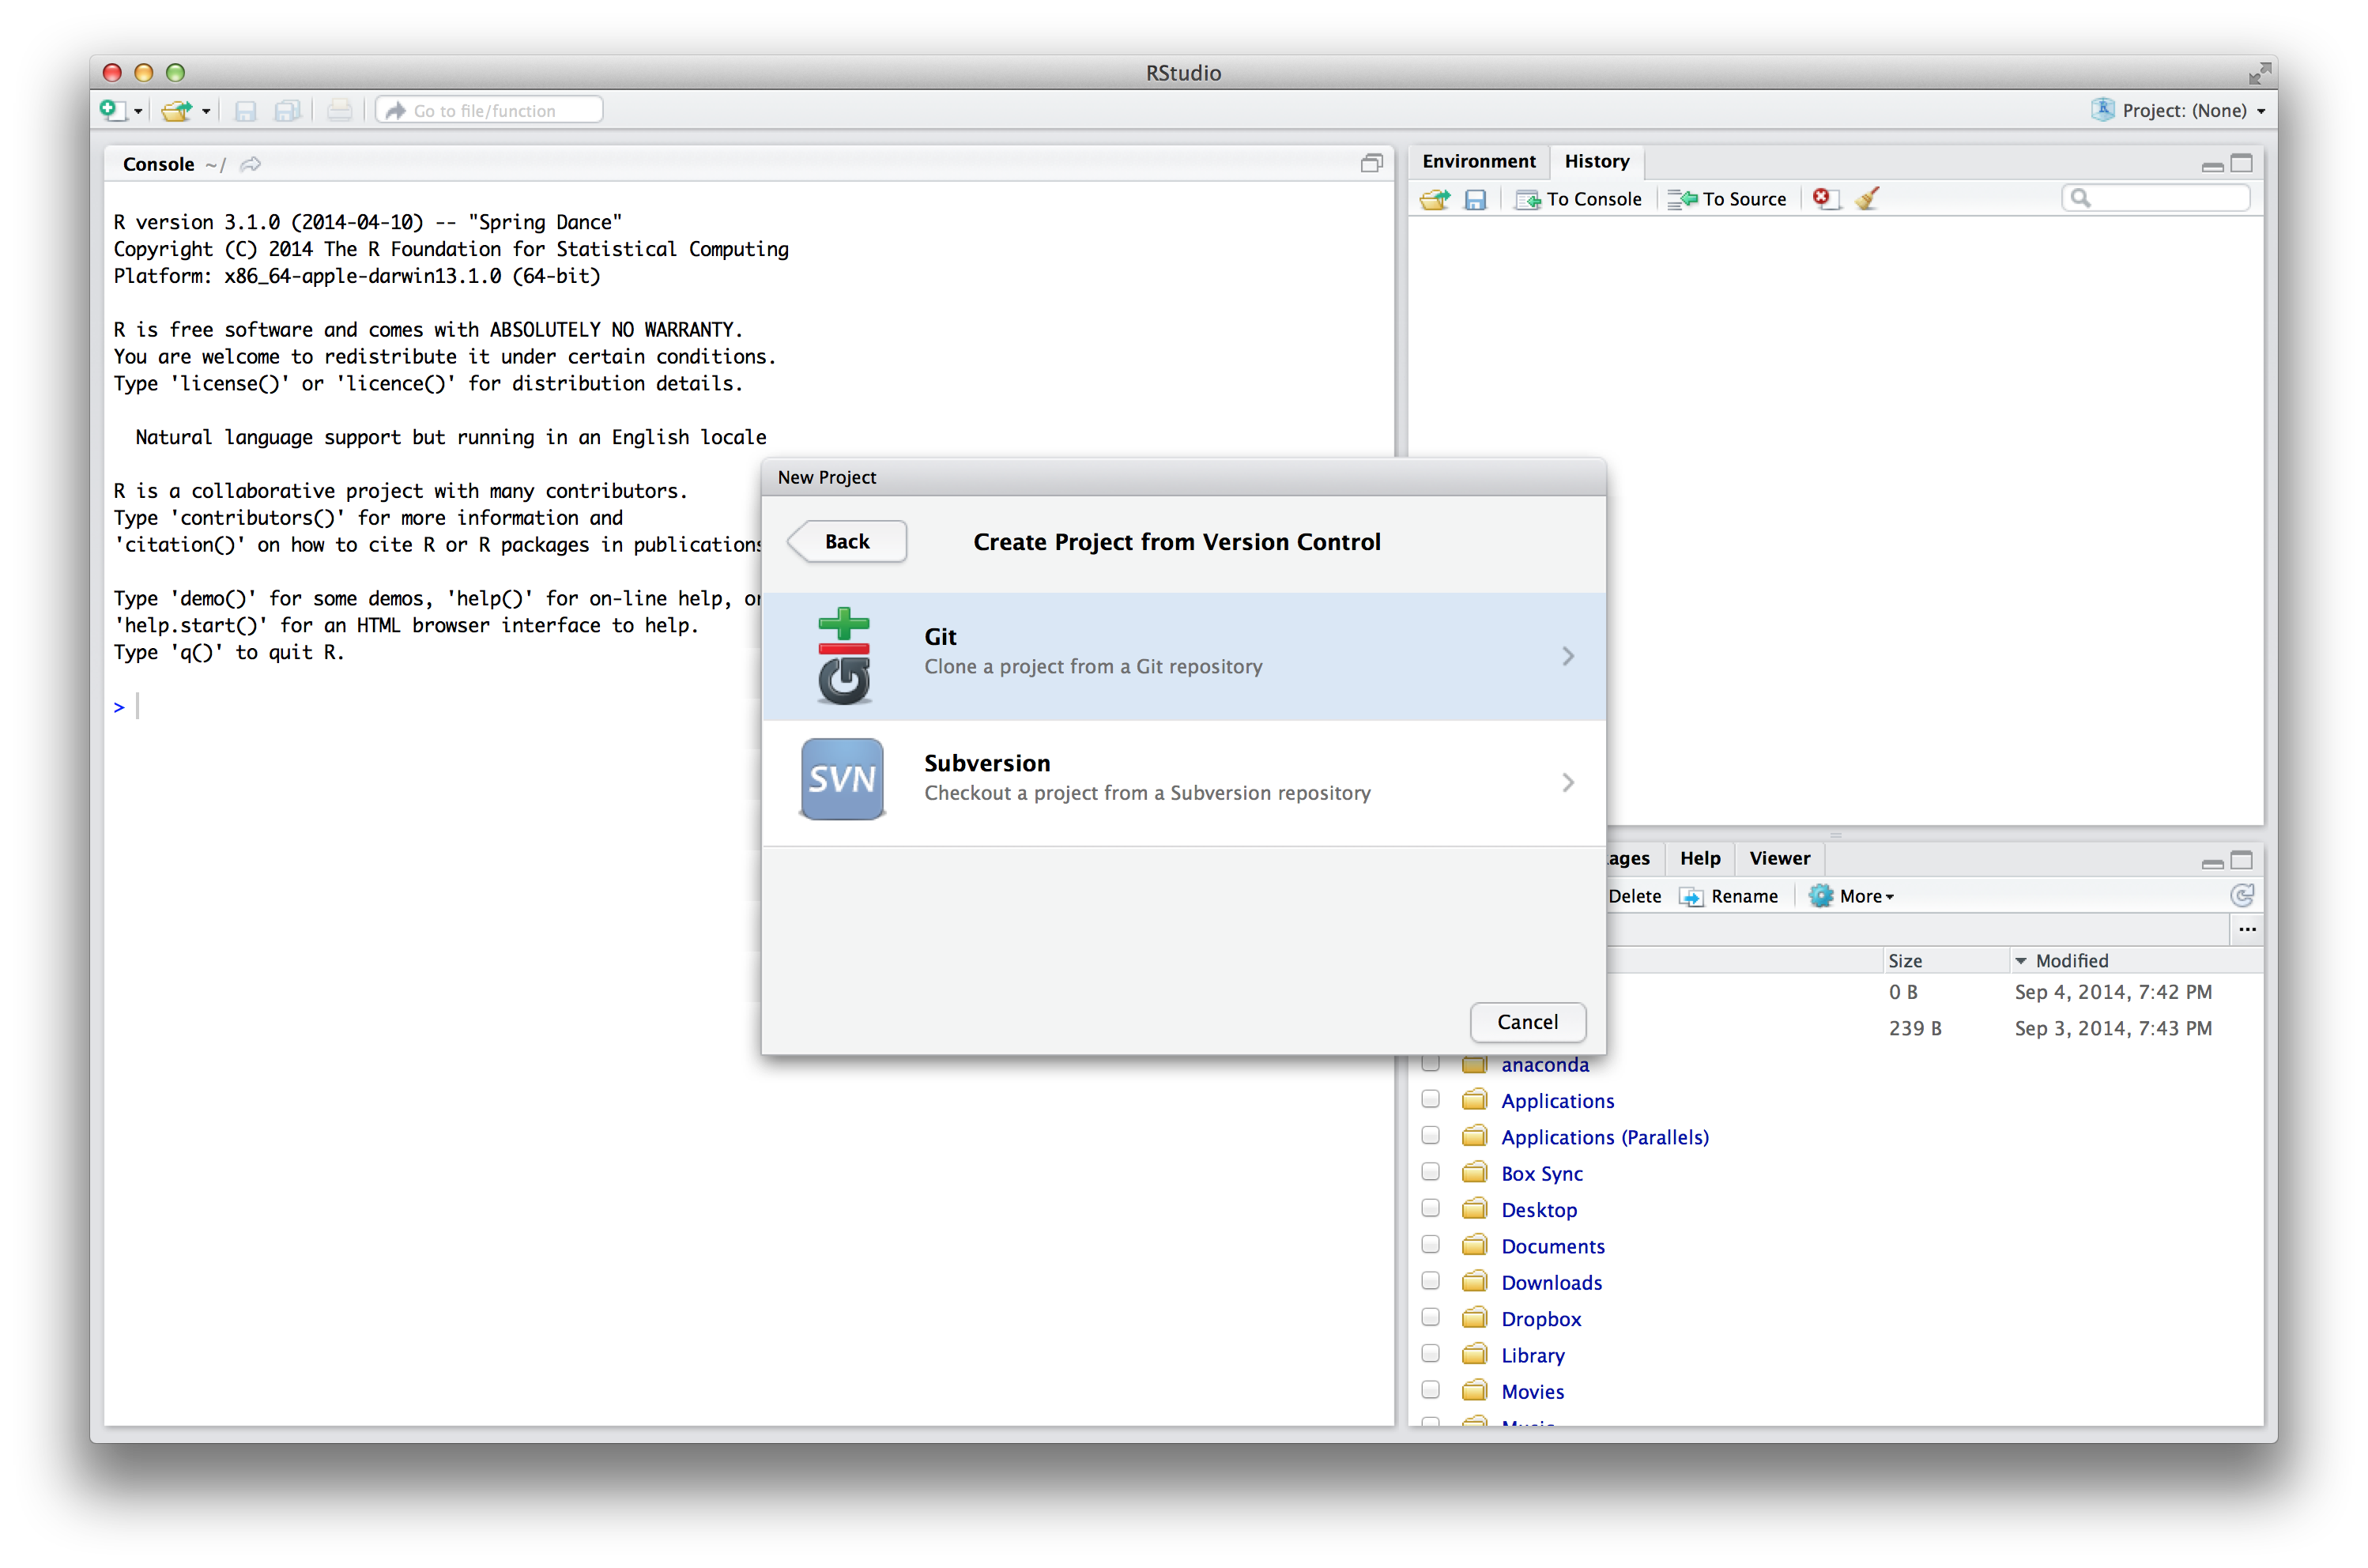 RStudio
Go to file/function
Project: (None)
Console ~/
R version 3.1.0 (2014-04-10) -- "Spring Dance"
Copyright (C) 2014 The R Foundation for Statistical Computing
Platform: x86_64-apple-darwin13.1.0 (64-bit)
R is free software and comes with ABSOLUTELY NO WARRANTY.
You are welcome to redistribute it under certain conditions.
Type 'license()' or 'licence()' for distribution details.
Natural language support but running in an English locale
R is a collaborative project with many contributors.
Type 'contributors()' for more information and
'citation()' on how to cite R or R packages in publications
Type 'demo()' for some demos, 'help()' for on-line help, or
'help.start()' for an HTML browser interface to help.
Type 'q()' to quit R.
>
Environment History
To Console To Source
New Project
Back Create Project from Version Control
Git
Clone a project from a Git repository
SVN
Subversion
Checkout a project from a Subversion repository
Cancel
ages Help Viewer
Delete Rename More
...
Size Modified
0 B Sep 4, 2014, 7:42 PM
239 B Sep 3, 2014, 7:43 PM
anaconda
Applications
Applications (Parallels)
Box Sync
Desktop
Documents
Downloads
Dropbox
Library
Movies